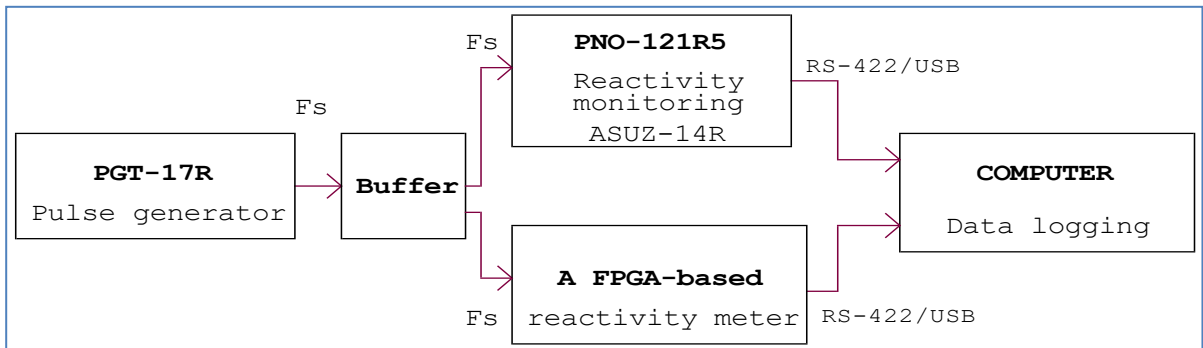 Fs
PNO-121R5
Reactivity
monitoring
ASUZ-14R
RS-422/USB
Fs
PGT-17R
Pulse generator
Buffer
COMPUTER
Data logging
Fs
A FPGA-based
reactivity meter
RS-422/USB